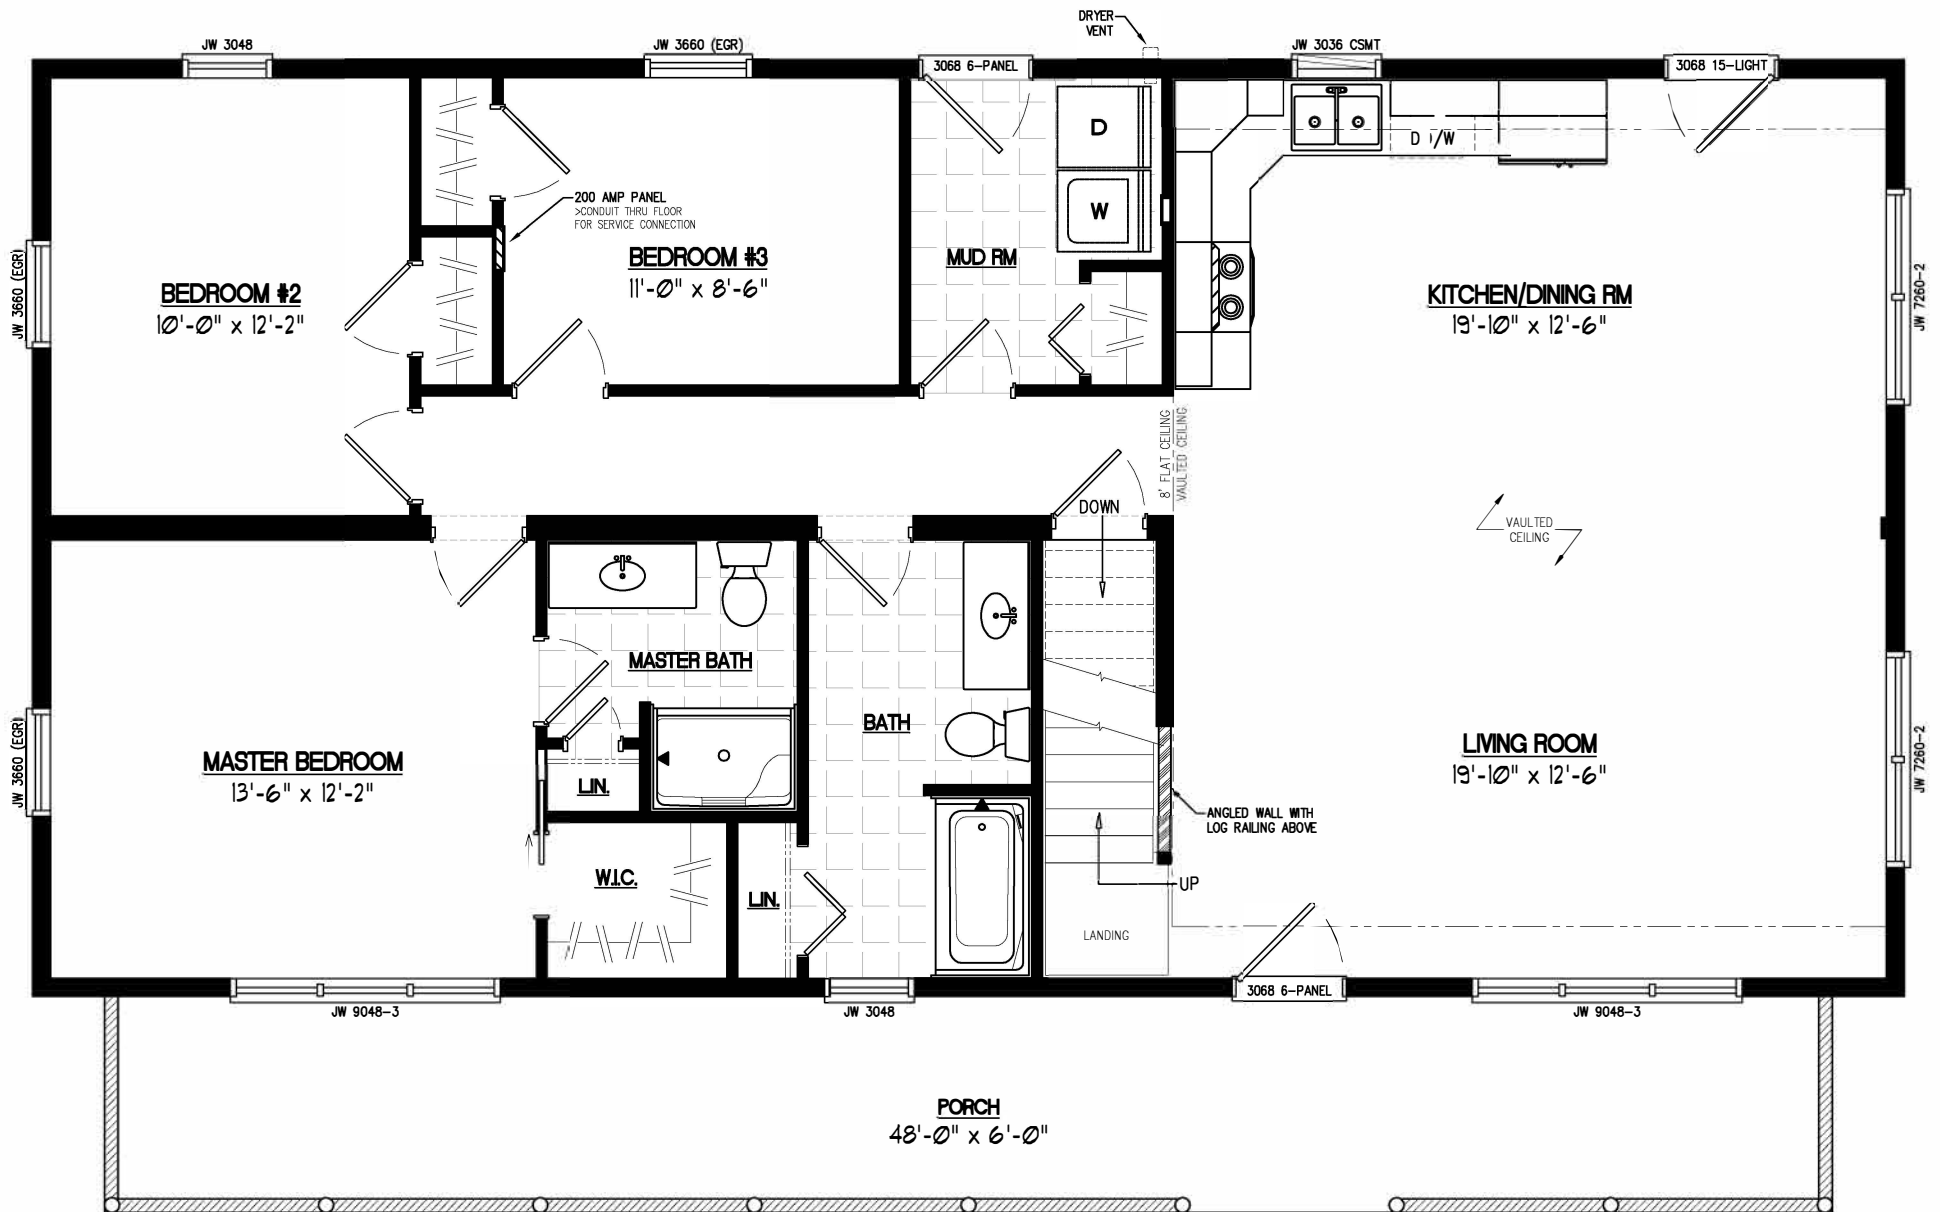 DRYER
VENT
JW 3048
JW 3660 (EGR)
3068 6-PANEL
JW 3036 CSMT
3068 15-LIGHT
D
D /W
200 AMP PANEL
>CONDUIT THRU FLOOR
FOR SERVICE CONNECTION
W
JW 3660 (EGR)
BEDROOM #2
10'-0" x 12'-2"
BEDROOM #3
11'-0" x 8'-6"
MUD RM
KITCHEN/DINING RM
19'-10" x 12'-6"
JW 7260-2
8' FLAT CEILING
VAULTED CEILING
DOWN
VAULTED
CEILING
MASTER BATH
BATH
JW 3660 (EGR)
MASTER BEDROOM
13'-6" x 12'-2"
LIN.
LIVING ROOM
19'-10" x 12'-6"
JW 7260-2
ANGLED WALL WITH
LOG RAILING ABOVE
W.I.C.
LIN.
UP
LANDING
3068 6-PANEL
JW 9048-3
JW 3048
JW 9048-3
PORCH
48'-0" x 6'-0"